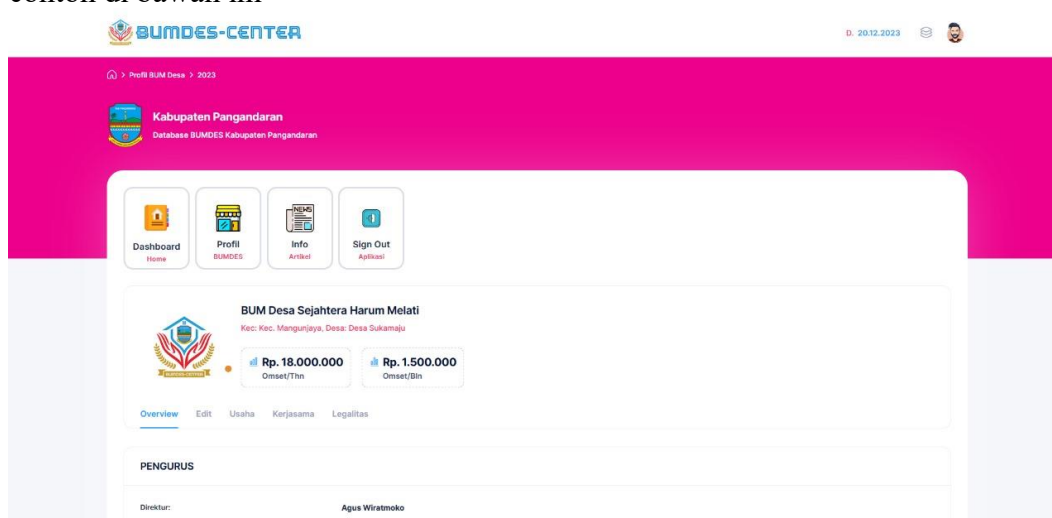 contoh di bawah ini
BUMDES-CENTER
D. 20.12.2023
Profil BUM Desa > 2023
Kabupaten Pangandaran
Database BUMDES Kabupaten Pangandaran
Dashboard
Home
Profil
BUMDES
NEWS
Info
Artikel
Sign Out
Aplikasi
BUM Desa Sejahtera Harum Melati
Kec: Kec. Mangunjaya, Desa: Desa Sukamaju
Rp. 18.000.000
Omset/Thn
Rp. 1.500.000
Omset/Bln
BUMDES-CENTER
Overview Edit Usaha Kerjasama Legalitas
PENGURUS
Direktur: Agus Wiratmoko